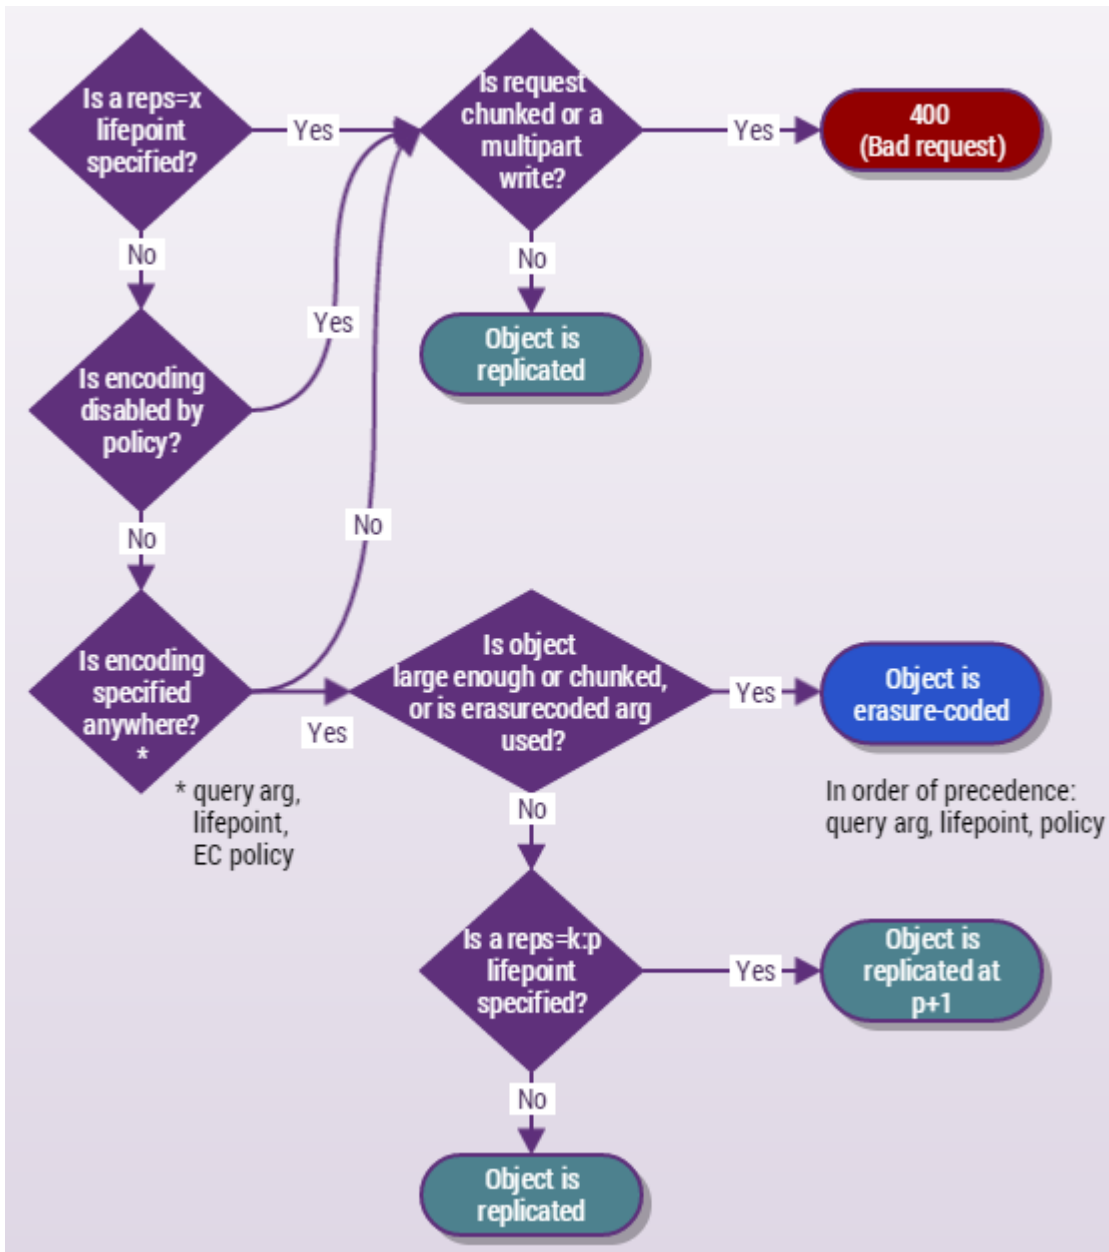 Is a reps=x
lifepoint
specified?
Yes
Is request
chunked or a
multipart
write?
Yes
400
(Bad request)
No
No
Object is
replicated
Yes
Is encoding
disabled by
policy?
No
No
Is encoding
specified
anywhere?
*
Yes
* query arg,
lifepoint,
EC policy
Is object
large enough or chunked,
or is erasurecoded arg
used?
Yes
Object is
erasure-coded
In order of precedence:
query arg, lifepoint, policy
No
Is a reps=k:p
lifepoint
specified?
Yes
Object is
replicated at
p+1
No
Object is
replicated